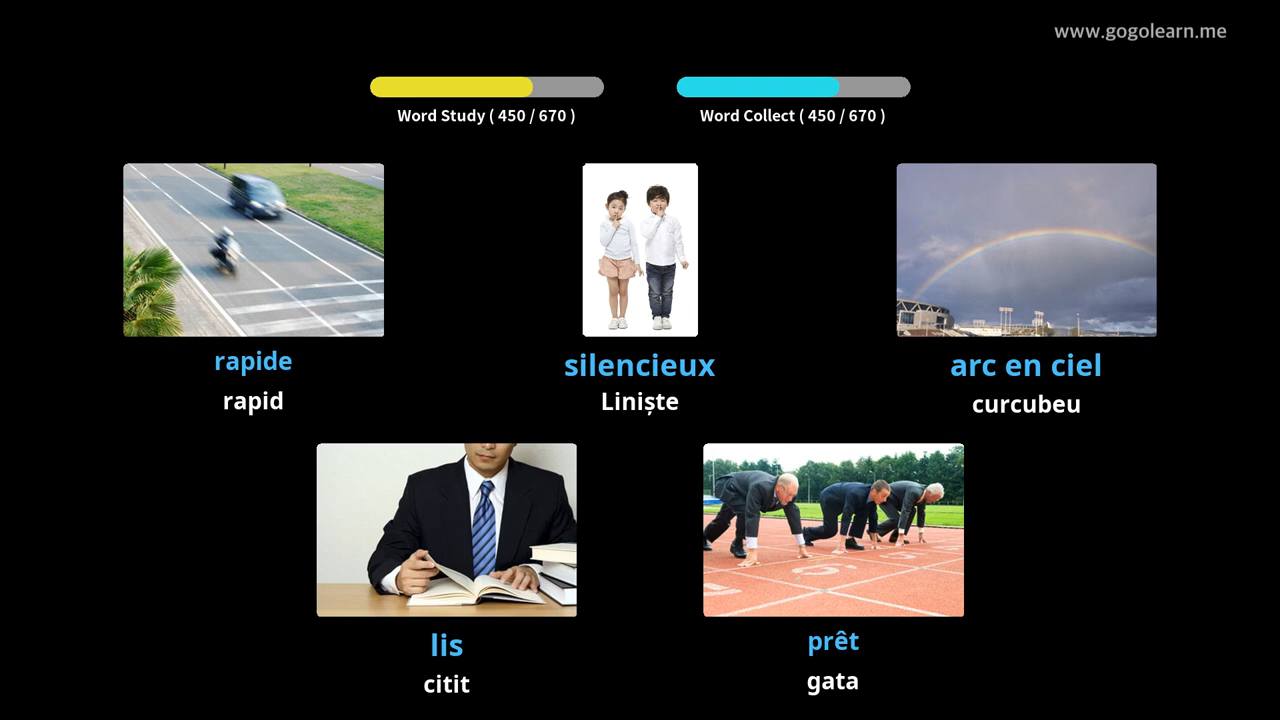 www.gogolearn.me
Word Study ( 450 / 670 )
Word Collect ( 450 / 670 )
rapide
rapid
silencieux
Liniște
arc en ciel
curcubeu
lis
citit
prêt
gata